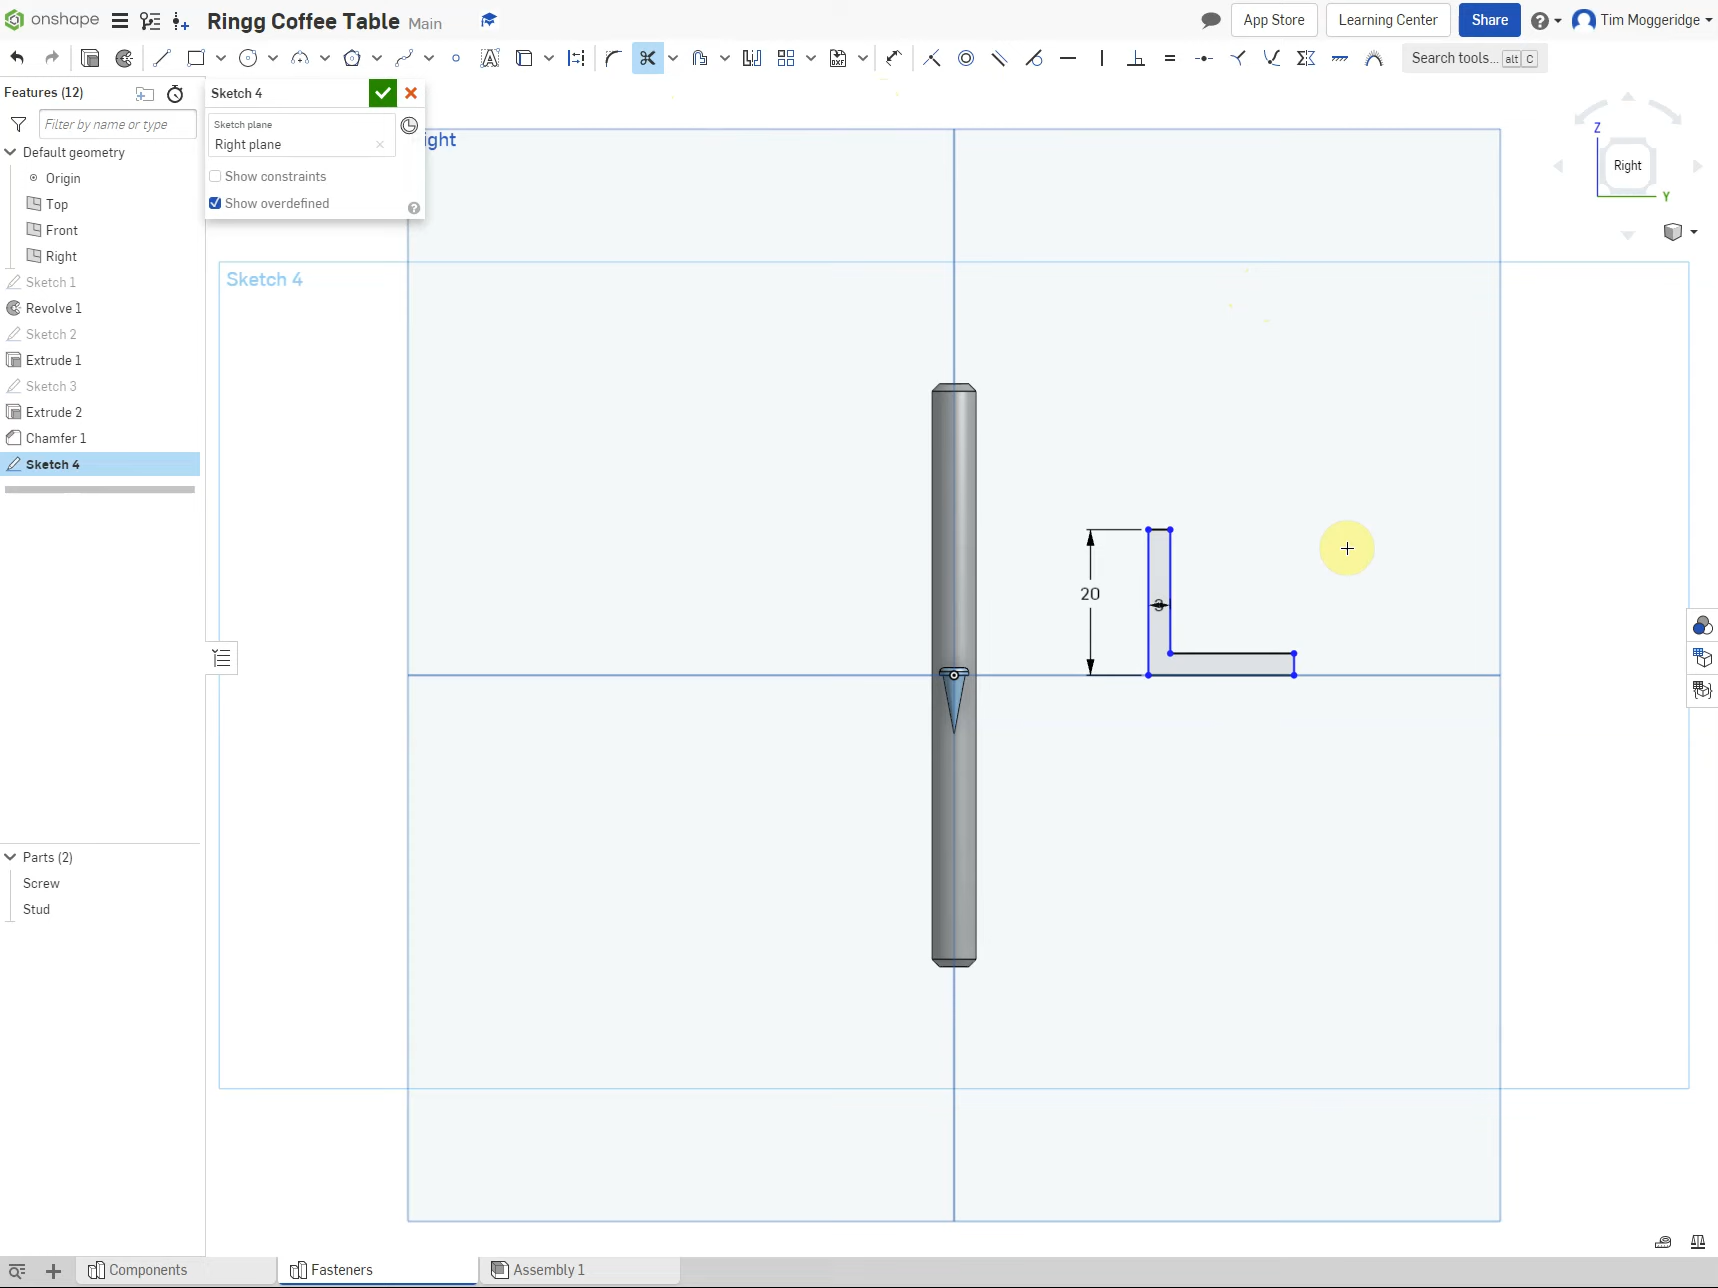 onshape
Ringg Coffee Table Main
App Store
Learning Center
Share
Tim Moggeridge
Search tools... alt C
Features (12)
Filter by name or type
Default geometry
Origin
Top
Front
Right
Sketch 1
Revolve 1
Sketch 2
Extrude 1
Sketch 3
Extrude 2
Chamfer 1
Sketch 4
Parts (2)
Screw
Stud
Sketch 4
Sketch plane
Right plane
Show constraints
Show overdefined
ight
Sketch 4
20
Z
Right
Y
Components
Fasteners
Assembly 1